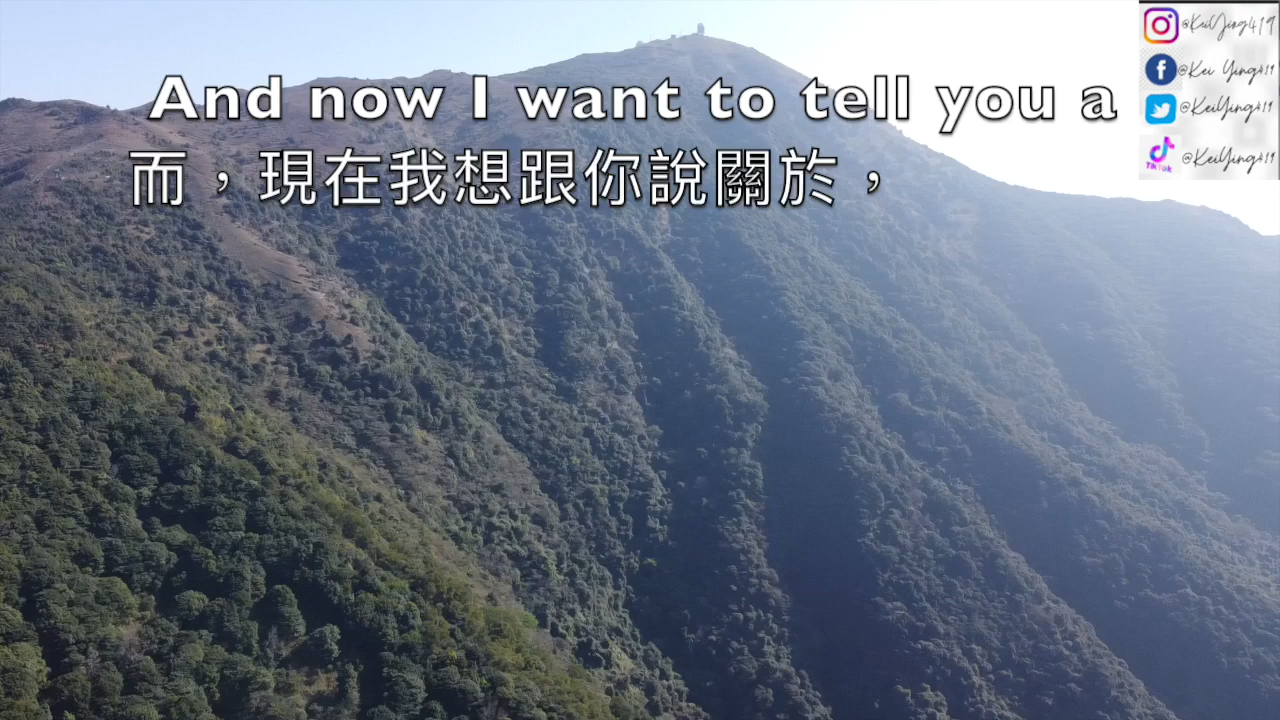 And now I want to tell you a
而，現在我想跟你說關於，
@KeiYing419
@Kei Ying419
@KeiYing419
TikTok
@KeiYing419